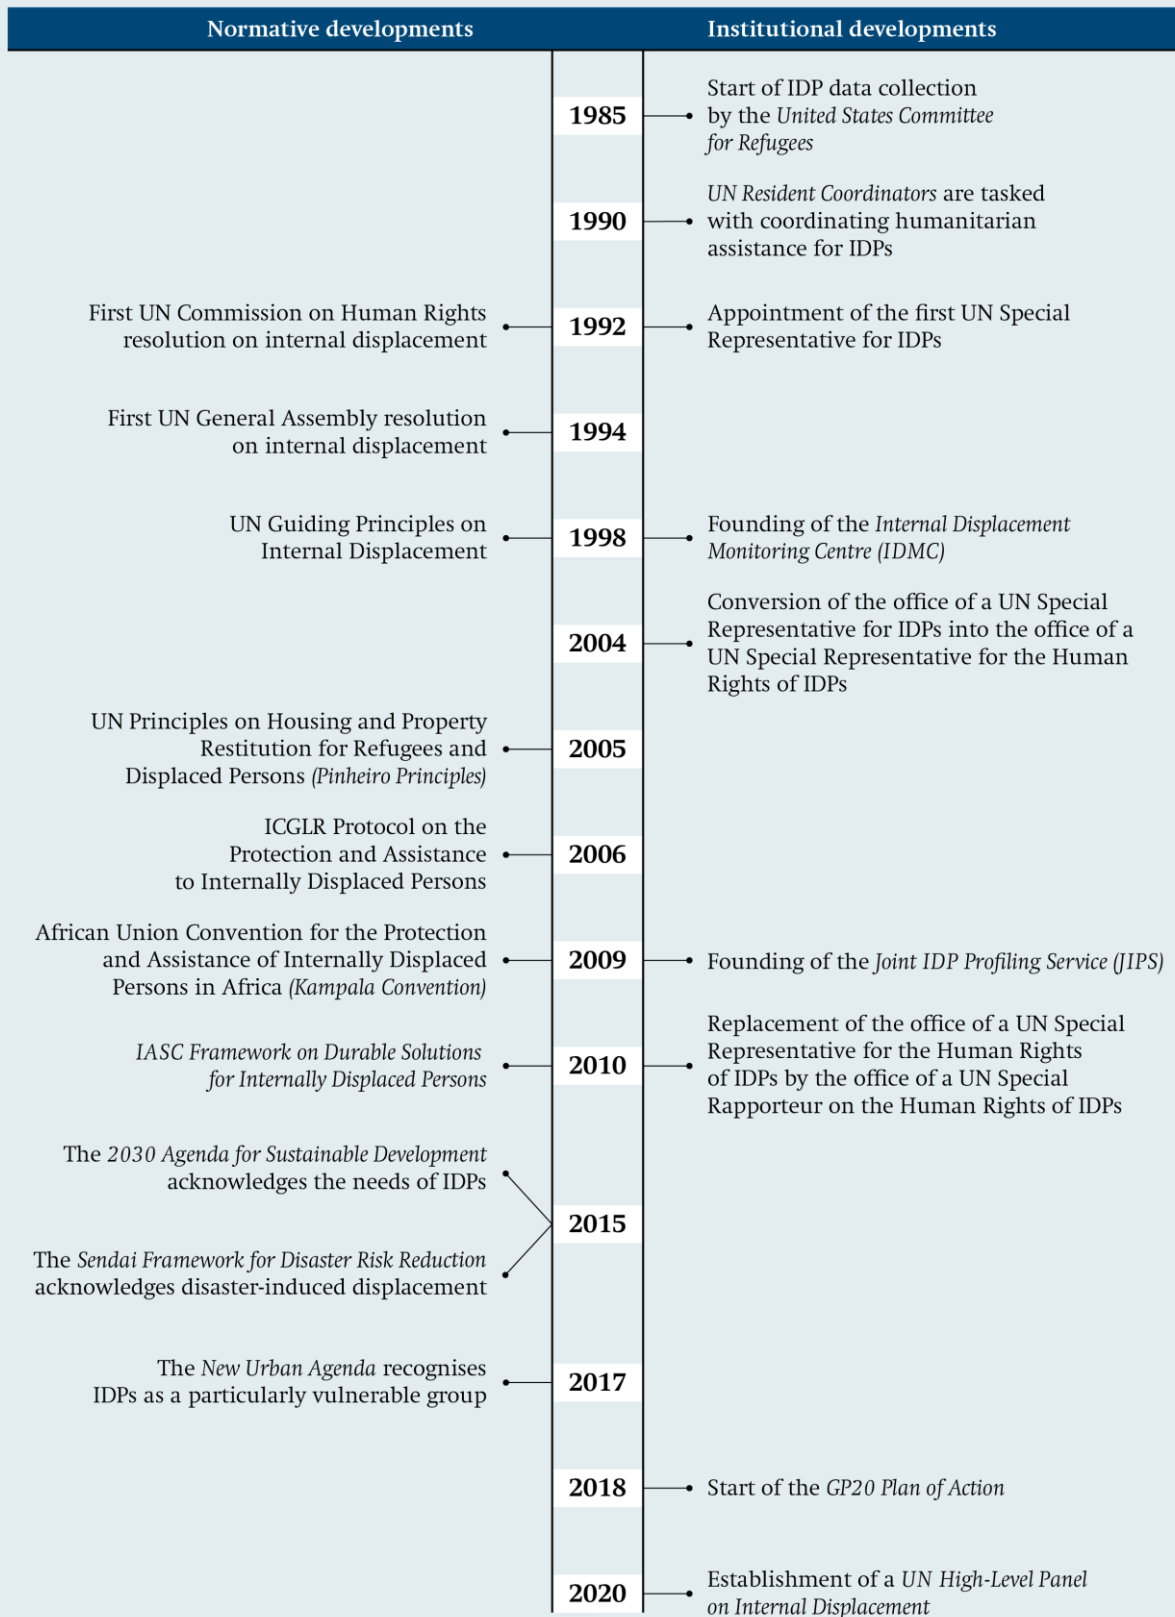 Normative developments
Institutional developments
1985
Start of IDP data collection
by the United States Committee
for Refugees
1990
UN Resident Coordinators are tasked
with coordinating humanitarian
assistance for IDPs
First UN Commission on Human Rights
resolution on internal displacement
1992
Appointment of the first UN Special
Representative for IDPs
First UN General Assembly resolution
on internal displacement
1994
UN Guiding Principles on
Internal Displacement
1998
Founding of the Internal Displacement
Monitoring Centre (IDMC)
2004
Conversion of the office of a UN Special
Representative for IDPs into the office of a
UN Special Representative for the Human
Rights of IDPs
UN Principles on Housing and Property
Restitution for Refugees and
Displaced Persons (Pinheiro Principles)
2005
ICGLR Protocol on the
Protection and Assistance
to Internally Displaced Persons
2006
African Union Convention for the Protection
and Assistance of Internally Displaced
Persons in Africa (Kampala Convention)
2009
Founding of the Joint IDP Profiling Service (JIPS)
IASC Framework on Durable Solutions
for Internally Displaced Persons
2010
Replacement of the office of a UN Special
Representative for the Human Rights
of IDPs by the office of a UN Special
Rapporteur on the Human Rights of IDPs
The 2030 Agenda for Sustainable Development
acknowledges the needs of IDPs
2015
The Sendai Framework for Disaster Risk Reduction
acknowledges disaster-induced displacement
The New Urban Agenda recognises
IDPs as a particularly vulnerable group
2017
2018
Start of the GP20 Plan of Action
2020
Establishment of a UN High-Level Panel
on Internal Displacement